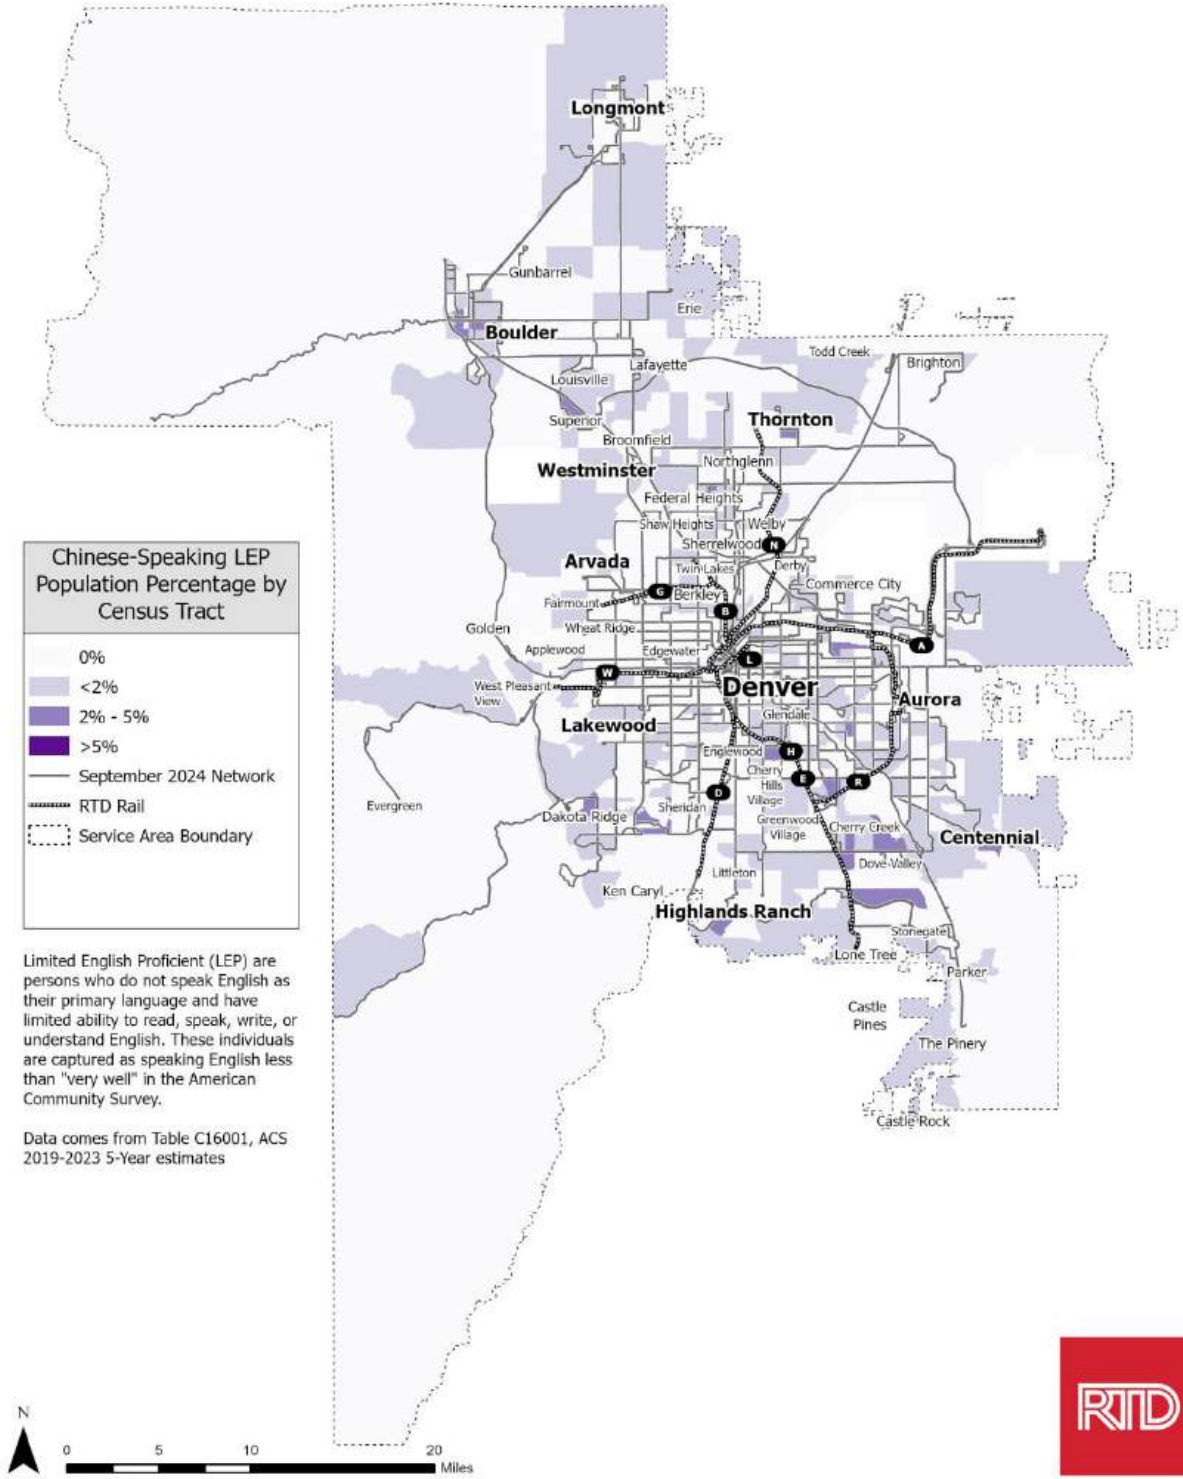 Longmont
Gunbarrel
Erie
Boulder
Todd Creek
Brighton
Lafayette
Louisville
Superior
Thornton
Broomfield
Northglenn
Westminster
Federal Heights
Shaw Heights
Welby
Sherrelwood
N
Arvada
Twin Lakes
Derby
Commerce City
G
Berkley
Fairmount
B
Golden
Wheat Ridge
Applewood
Edgewater
A
L
W
West Pleasant
View
Denver
Aurora
Lakewood
Glendale
Englewood
H
Cherry
Hills
Village
E
R
D
Evergreen
Sheridan
Dakota Ridge
Greenwood
Village
Cherry Creek
Centennial
Dove Valley
Littleton
Ken Caryl
Highlands Ranch
Stonegate
Lone Tree
Parker
Castle
Pines
The Pinery
Castle Rock
Chinese-Speaking LEP
Population Percentage by
Census Tract
0%
<2%
2% - 5%
>5%
September 2024 Network
RTD Rail
Service Area Boundary
Limited English Proficient (LEP) are
persons who do not speak English as
their primary language and have
limited ability to read, speak, write, or
understand English. These individuals
are captured as speaking English less
than "very well" in the American
Community Survey.
Data comes from Table C16001, ACS
2019-2023 5-Year estimates
N
0 5 10 20
Miles
RTD